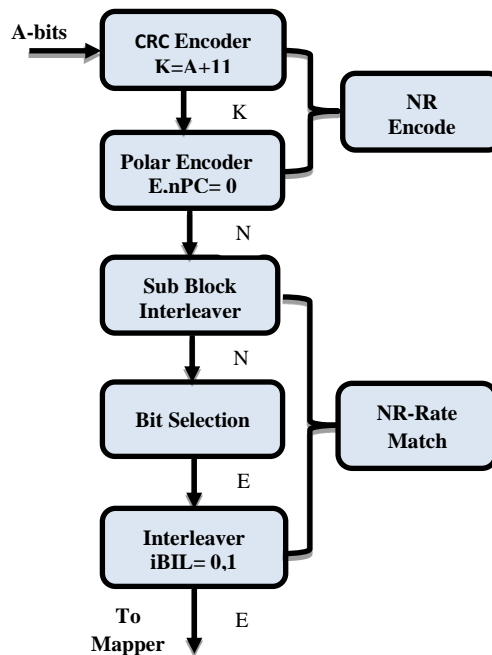 A-bits
CRC Encoder
K=A+11
K
NR
Encode
Polar Encoder
E,nPC= 0
N
Sub Block
Interleaver
N
Bit Selection
NR-Rate
Match
E
Interleaver
iBIL= 0,1
To
Mapper
E